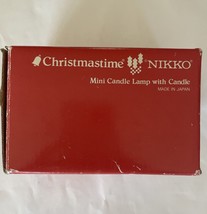 Christmastime NIKKO
Mini Candle Lamp with Candle
MADE IN JAPAN